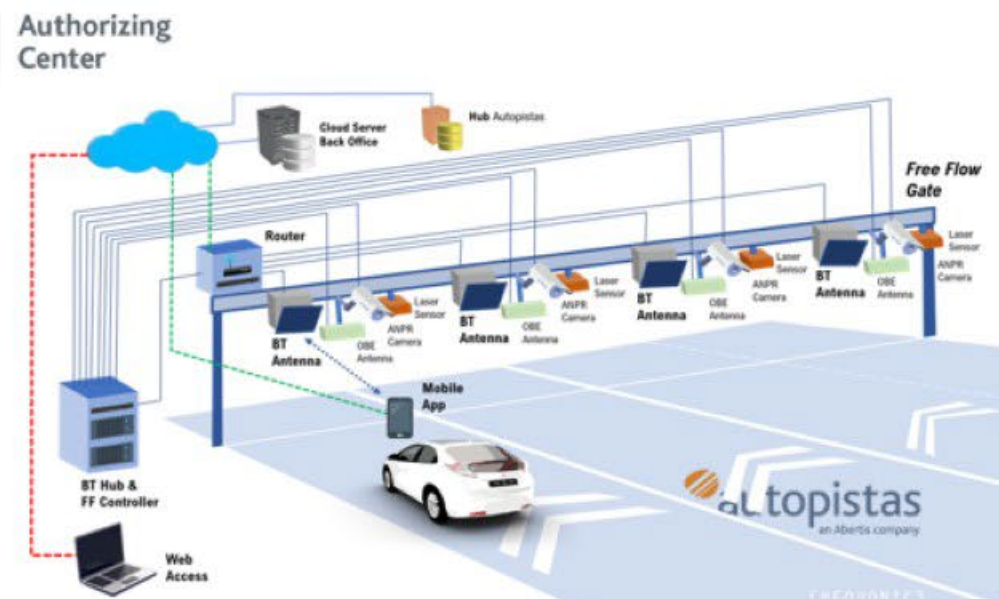 Authorizing
Center
Cloud Server
Back Office
Hub Autopistas
Free Flow
Gate
Router
Laser
Sensor
ANPR
Camera
OBE
Antenna
BT
Antenna
Laser
Sensor
ANPR
Camera
OBE
Antenna
BT
Antenna
Laser
Sensor
ANPR
Camera
OBE
Antenna
BT
Antenna
Laser
Sensor
ANPR
Camera
OBE
Antenna
BT
Antenna
Mobile
App
BT Hub &
FF Controller
autopistas
an Abertis company
Web
Access